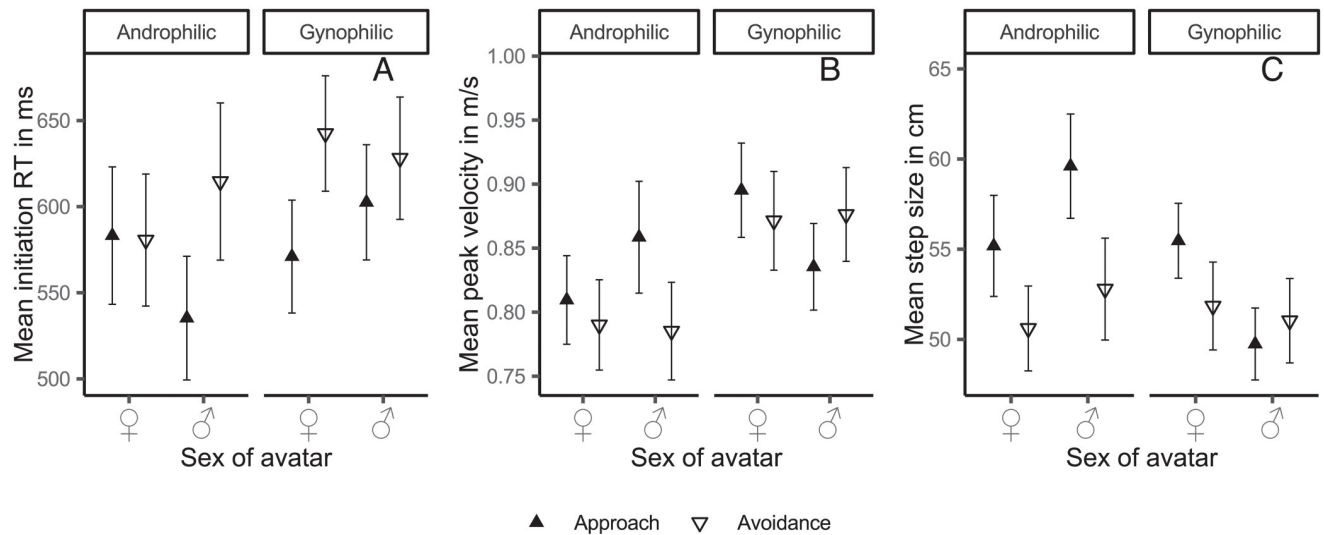 Androphilic
Gynophilic
A
Mean initiation RT in ms
650
600
550
500
♀
♂
♀
♂
Sex of avatar
Androphilic
Gynophilic
B
Mean peak velocity in m/s
1.00
0.95
0.90
0.85
0.80
0.75
♀
♂
♀
♂
Sex of avatar
Androphilic
Gynophilic
C
Mean step size in cm
65
60
55
50
♀
♂
♀
♂
Sex of avatar
Approach
Avoidance